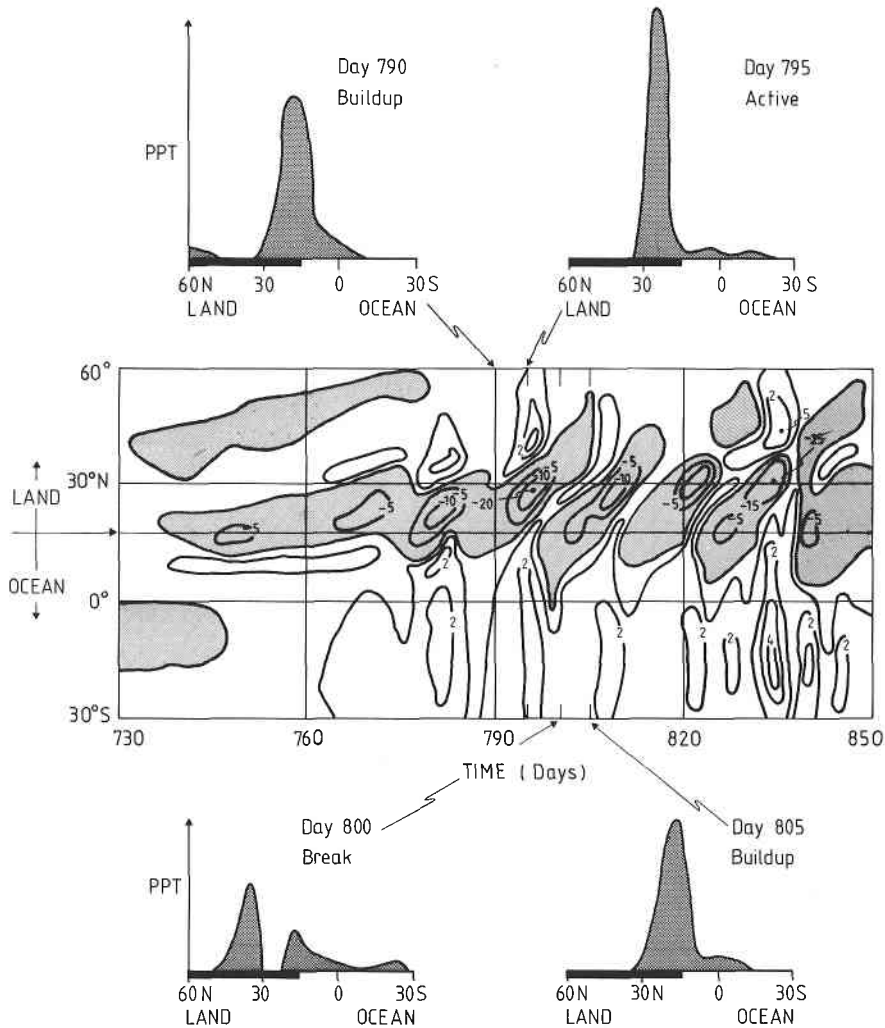 Day 790
Buildup
PPT
60N 30 0 30S
LAND OCEAN
Day 795
Active
60N 30 0 30S
LAND OCEAN
60°
30°N
0°
30°S
LAND
OCEAN
2
2
2
-5
-5
-10
-5
-20
-10
-5
-5
-10
-5
-5
-15
-5
-25
-5
2
2
2
2
2
2
4
2
2
730 760 790 820 850
TIME (Days)
Day 800
Break
PPT
60N 30 0 30S
LAND OCEAN
Day 805
Buildup
60N 30N 0 30S
LAND OCEAN